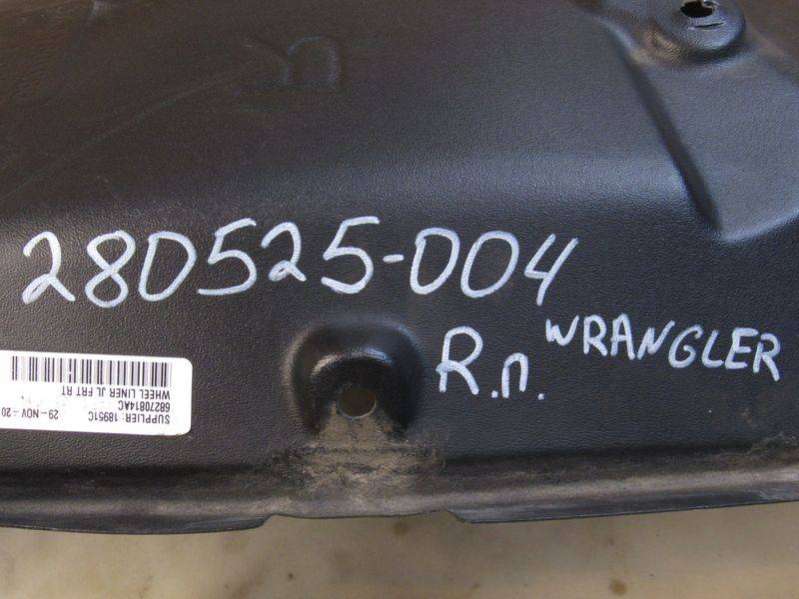 280525-004
R.п.
WRANGLER
WHEEL LINER JL FRT RT
68270814AC
SUPPLIER: 18951C
29-NOV-20